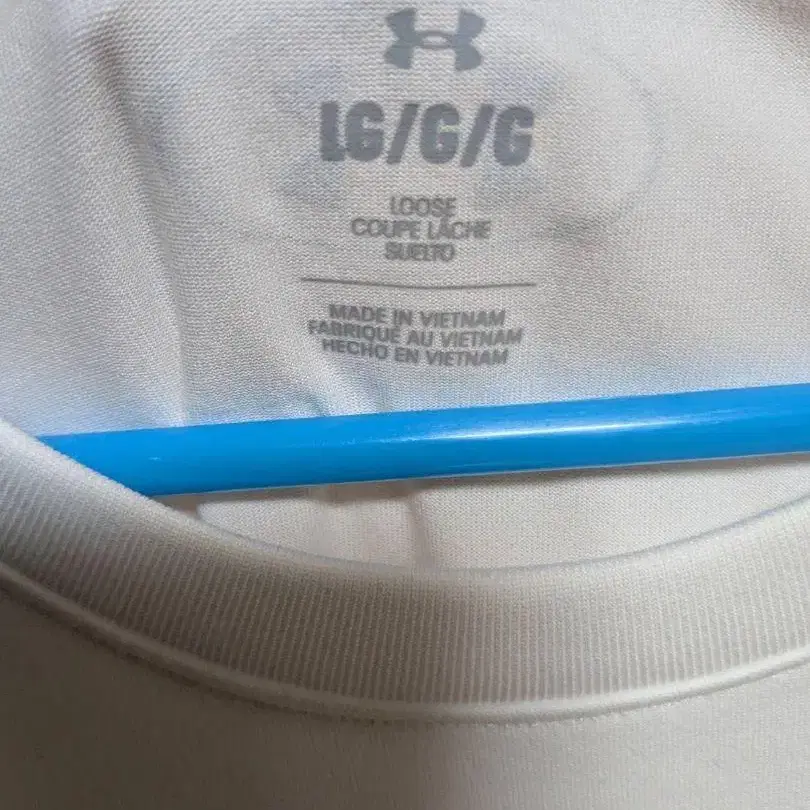 LG/G/G
LOOSE
COUPE LÂCHE
SUELTO
MADE IN VIETNAM
FABRIQUÉ AU VIETNAM
HECHO EN VIETNAM